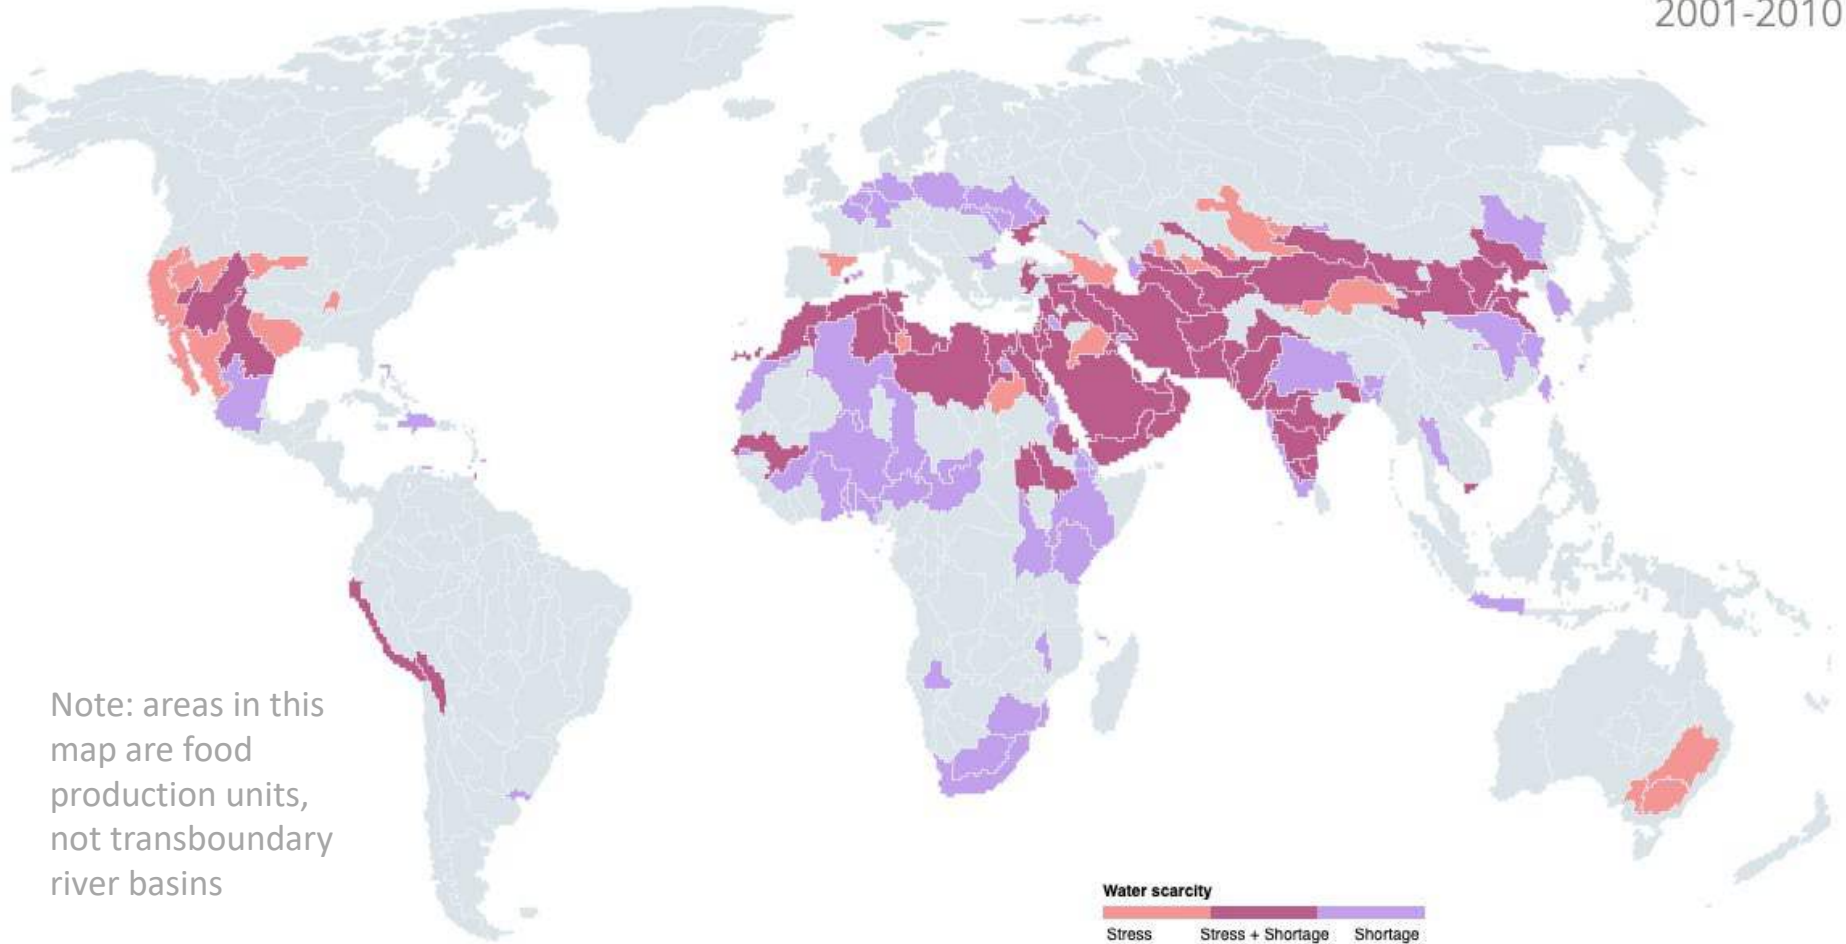 2001-2010
Note: areas in this
map are food
production units,
not transboundary
river basins
Water scarcity
Stress Stress + Shortage Shortage